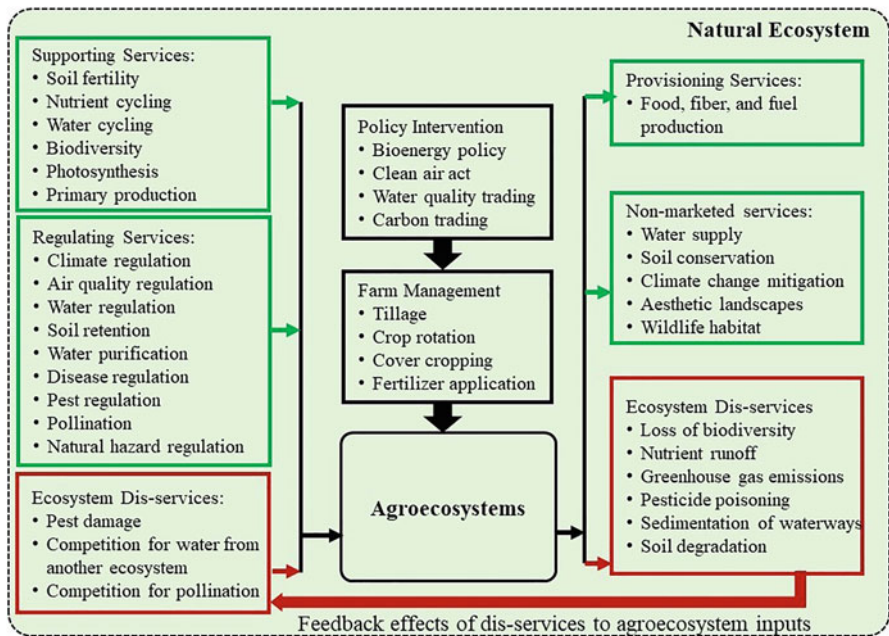 Natural Ecosystem
Supporting Services:
• Soil fertility
• Nutrient cycling
• Water cycling
• Biodiversity
• Photosynthesis
• Primary production
Regulating Services:
• Climate regulation
• Air quality regulation
• Water regulation
• Soil retention
• Water purification
• Disease regulation
• Pest regulation
• Pollination
• Natural hazard regulation
Ecosystem Dis-services:
• Pest damage
• Competition for water from
another ecosystem
• Competition for pollination
Policy Intervention
• Bioenergy policy
• Clean air act
• Water quality trading
• Carbon trading
Farm Management
• Tillage
• Crop rotation
• Cover cropping
• Fertilizer application
Agroecosystems
Provisioning Services:
• Food, fiber, and fuel
production
Non-marketed services:
• Water supply
• Soil conservation
• Climate change mitigation
• Aesthetic landscapes
• Wildlife habitat
Ecosystem Dis-services
• Loss of biodiversity
• Nutrient runoff
• Greenhouse gas emissions
• Pesticide poisoning
• Sedimentation of waterways
• Soil degradation
Feedback effects of dis-services to agroecosystem inputs